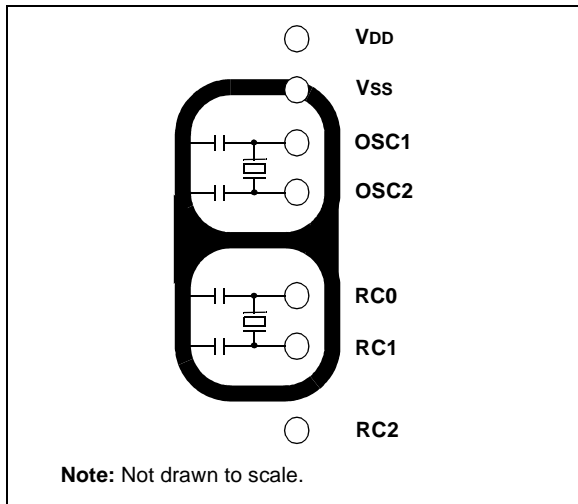 VDD
VSS
OSC1
OSC2
RC0
RC1
RC2
Note: Not drawn to scale.